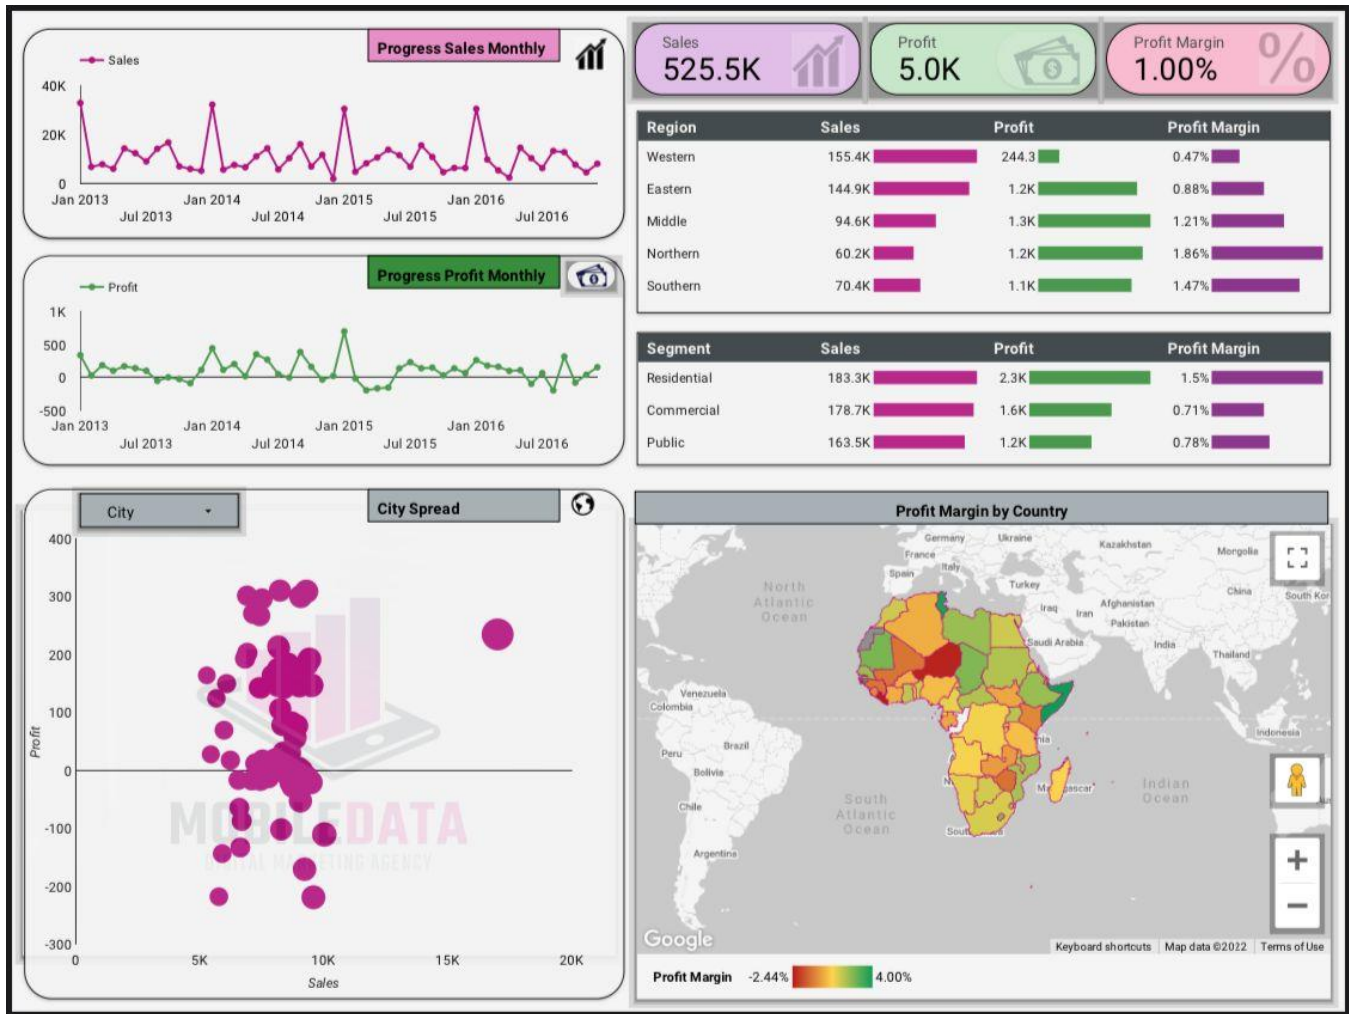 Progress Sales Monthly
Sales
40K
20K
0
Jan 2013
Jul 2013
Jan 2014
Jul 2014
Jan 2015
Jul 2015
Jan 2016
Jul 2016
Sales
525.5K
Profit
5.0K
Profit Margin
1.00%
%
Region Sales Profit Profit Margin
Western 155.4K 244.3 0.47%
Eastern 144.9K 1.2K 0.88%
Middle 94.6K 1.3K 1.21%
Northern 60.2K 1.2K 1.86%
Southern 70.4K 1.1K 1.47%
Progress Profit Monthly
Profit
1K
500
0
-500
Jan 2013
Jul 2013
Jan 2014
Jul 2014
Jan 2015
Jul 2015
Jan 2016
Jul 2016
Segment Sales Profit Profit Margin
Residential 183.3K 2.3K 1.5%
Commercial 178.7K 1.6K 0.71%
Public 163.5K 1.2K 0.78%
City
City Spread
400
300
200
100
0
-100
-200
-300
Profit
0 5K 10K 15K 20K
Sales
MOBILEDATA
DIGITAL MARKETING AGENCY
Profit Margin by Country
Germany
Ukraine
Kazakhstan
Mongolia
France
Spain
Italy
Turkey
North
Atlantic
Ocean
Iraq
Iran
Afghanistan
Pakistan
China
South Kor
Saudi Arabia
India
Thailand
Venezuela
Colombia
Indonesia
Peru
Brazil
Bolivia
Chile
Argentina
South
Atlantic
Ocean
Indian
Ocean
Google
Keyboard shortcuts Map data ©2022 Terms of Use
Profit Margin -2.44% 4.00%